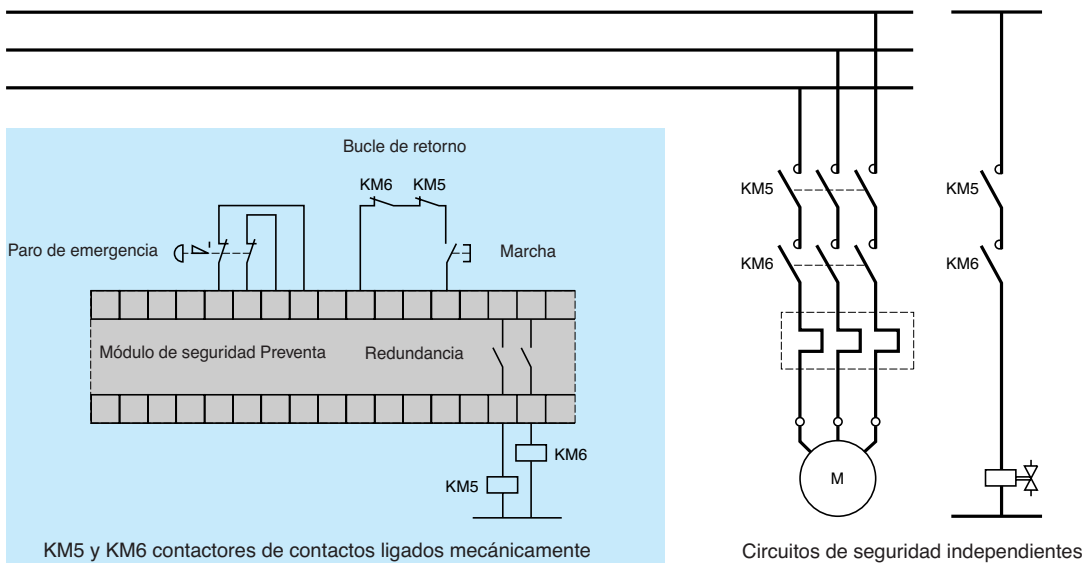 Bucle de retorno
KM6 KM5
Paro de emergencia
Marcha
Módulo de seguridad Preventa
Redundancia
KM6
KM5
KM5 y KM6 contactores de contactos ligados mecánicamente
KM5
KM6
M
KM5
KM6
Circuitos de seguridad independientes